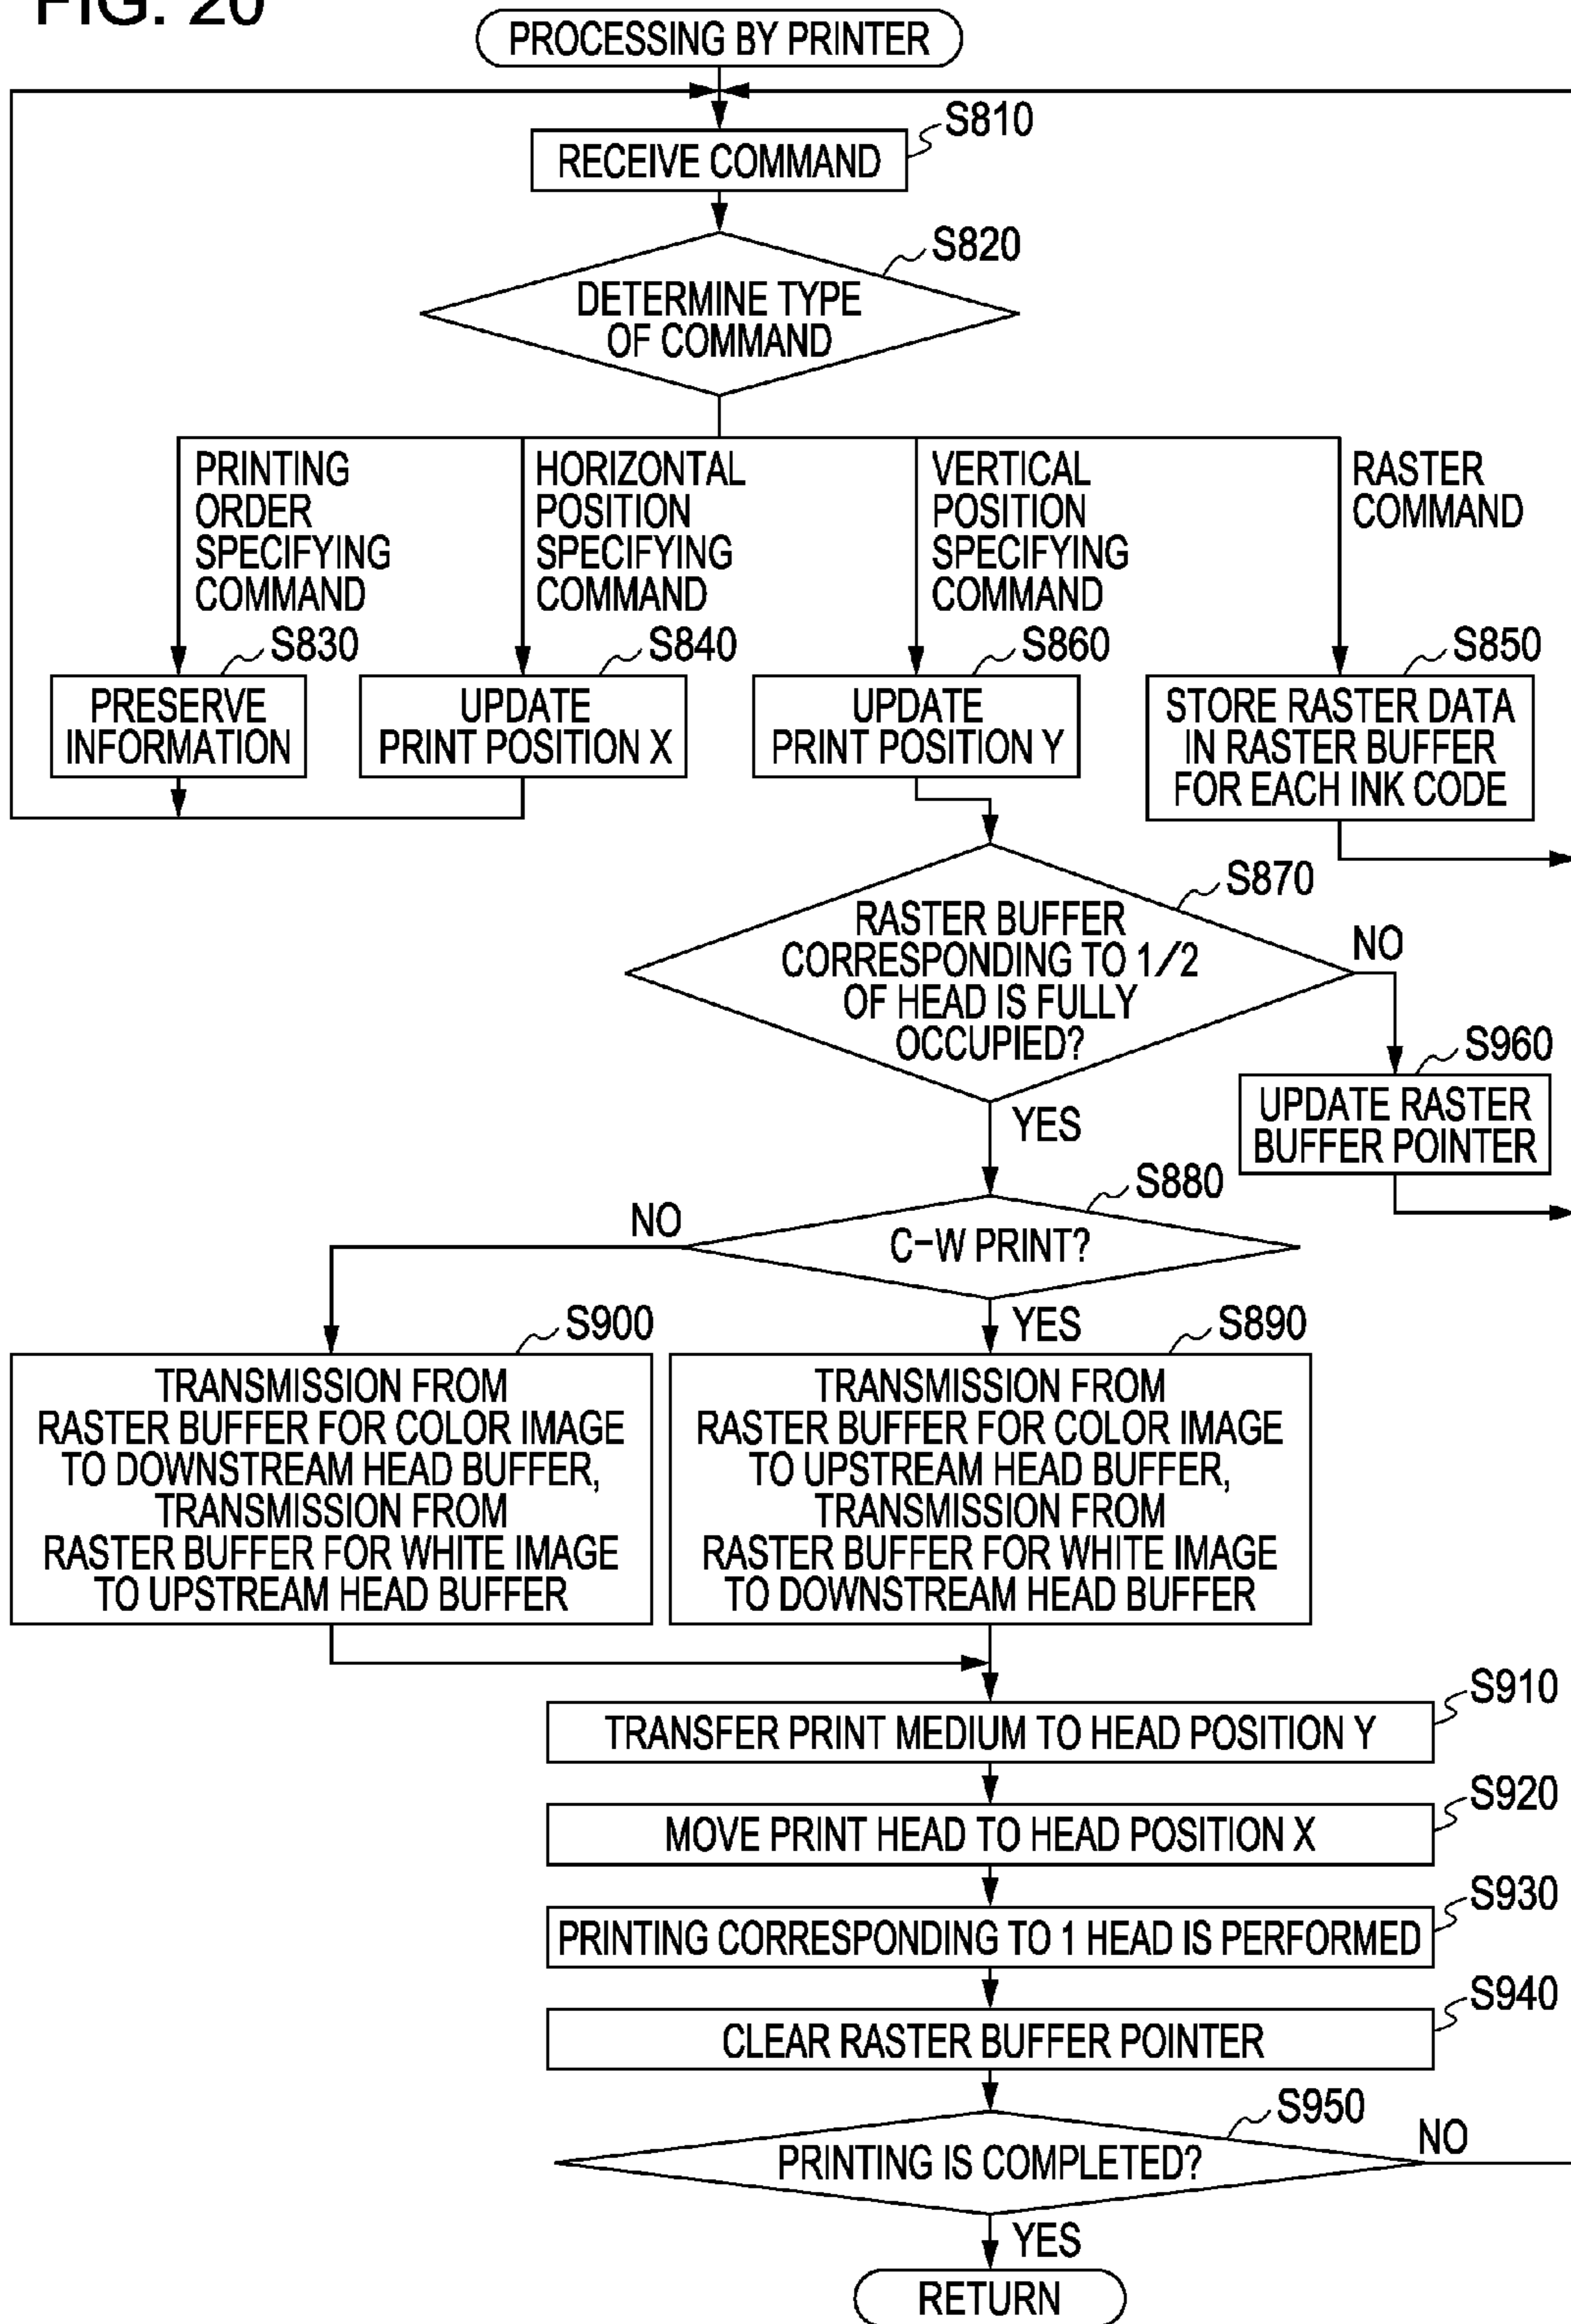 FIG. 20
PROCESSING BY PRINTER
S810
RECEIVE COMMAND
S820
DETERMINE TYPE
OF COMMAND
PRINTING
ORDER
SPECIFYING
COMMAND
HORIZONTAL
POSITION
SPECIFYING
COMMAND
VERTICAL
POSITION
SPECIFYING
COMMAND
RASTER
COMMAND
S830
PRESERVE
INFORMATION
S840
UPDATE
PRINT POSITION X
S860
UPDATE
PRINT POSITION Y
S850
STORE RASTER DATA
IN RASTER BUFFER
FOR EACH INK CODE
S870
RASTER BUFFER
CORRESPONDING TO 1/2
OF HEAD IS FULLY
OCCUPIED?
NO
S960
UPDATE RASTER
BUFFER POINTER
YES
S880
C-W PRINT?
NO
YES
S900
TRANSMISSION FROM
RASTER BUFFER FOR COLOR IMAGE
TO DOWNSTREAM HEAD BUFFER,
TRANSMISSION FROM
RASTER BUFFER FOR WHITE IMAGE
TO UPSTREAM HEAD BUFFER
S890
TRANSMISSION FROM
RASTER BUFFER FOR COLOR IMAGE
TO UPSTREAM HEAD BUFFER,
TRANSMISSION FROM
RASTER BUFFER FOR WHITE IMAGE
TO DOWNSTREAM HEAD BUFFER
S910
TRANSFER PRINT MEDIUM TO HEAD POSITION Y
S920
MOVE PRINT HEAD TO HEAD POSITION X
S930
PRINTING CORRESPONDING TO 1 HEAD IS PERFORMED
S940
CLEAR RASTER BUFFER POINTER
S950
PRINTING IS COMPLETED?
NO
YES
RETURN